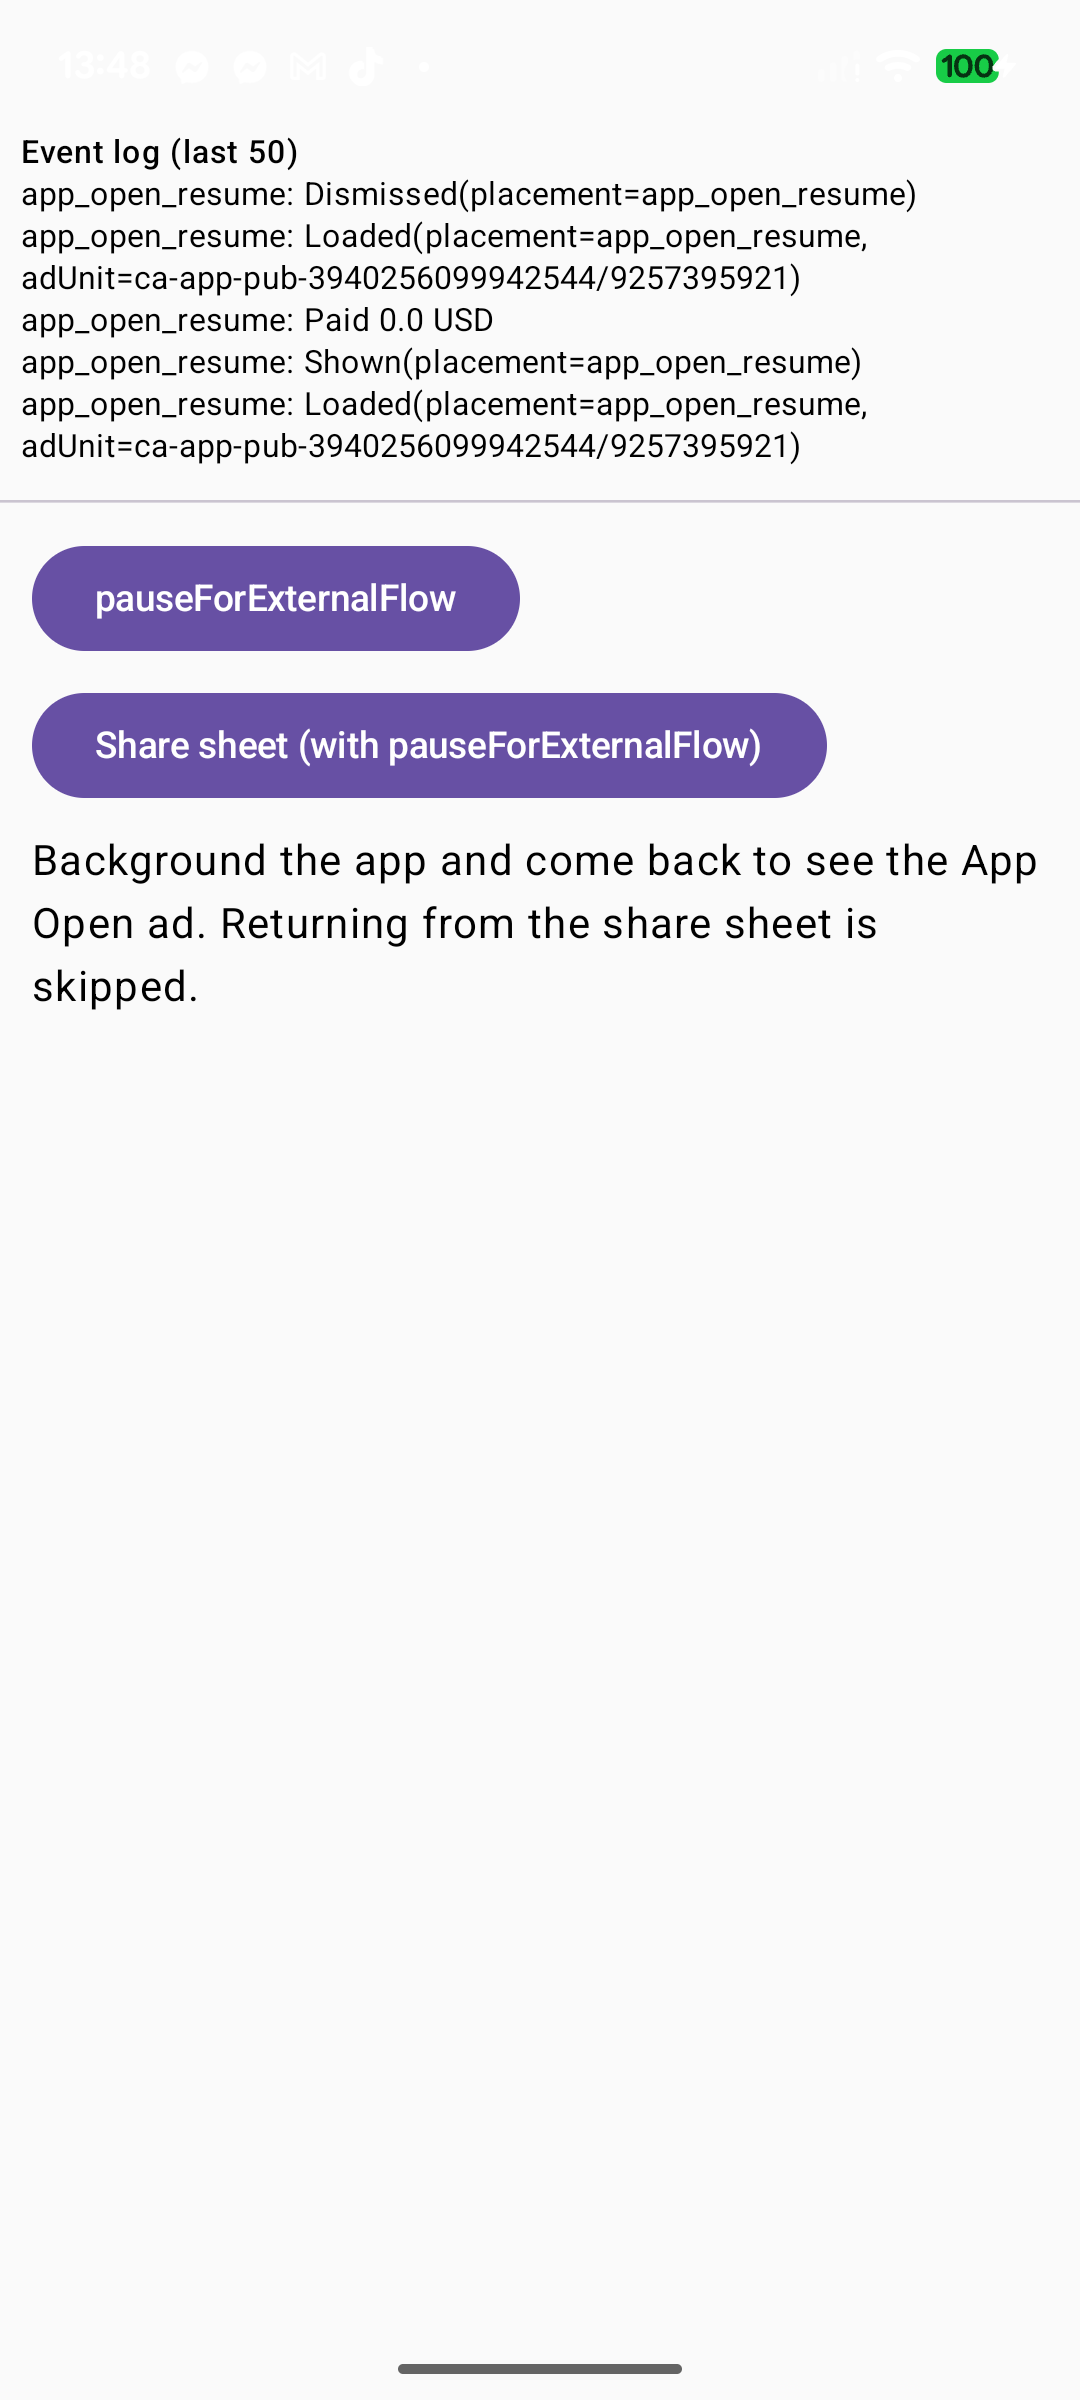 13:48
100
Event log (last 50)
app_open_resume: Dismissed(placement=app_open_resume)
app_open_resume: Loaded(placement=app_open_resume,
adUnit=ca-app-pub-3940256099942544/9257395921)
app_open_resume: Paid 0.0 USD
app_open_resume: Shown(placement=app_open_resume)
app_open_resume: Loaded(placement=app_open_resume,
adUnit=ca-app-pub-3940256099942544/9257395921)
pauseForExternalFlow
Share sheet (with pauseForExternalFlow)
Background the app and come back to see the App
Open ad. Returning from the share sheet is
skipped.